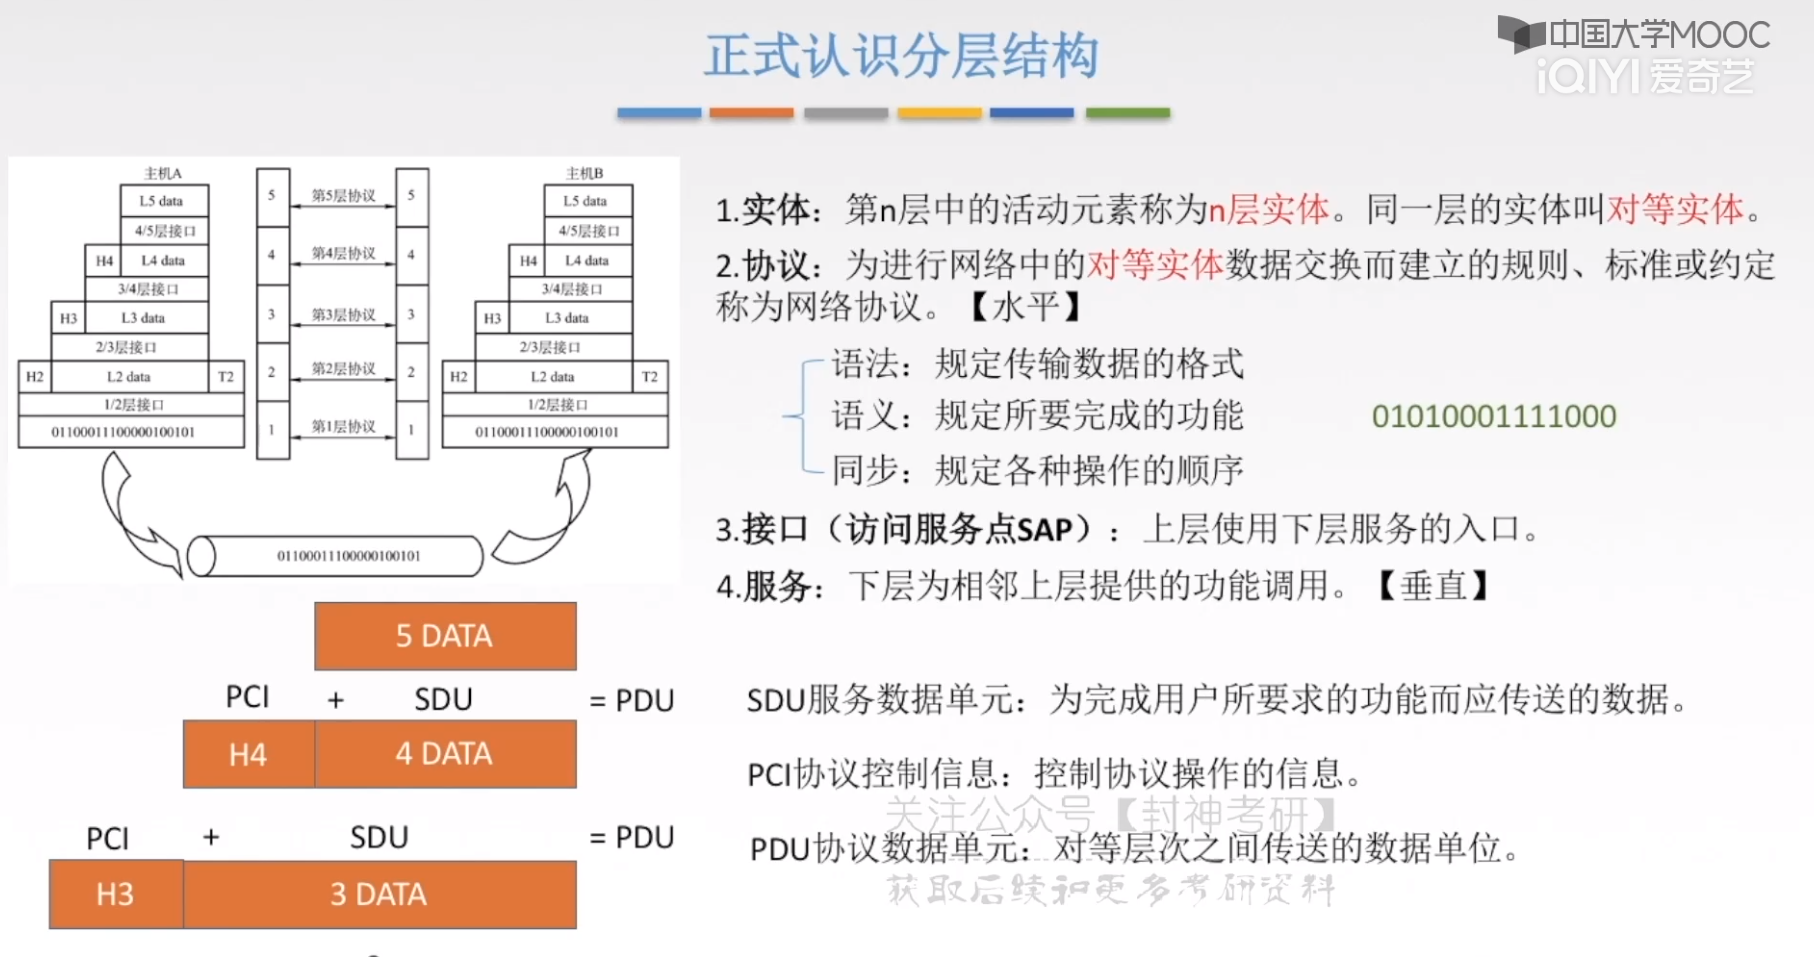 正式认识分层结构
中国大学MOOC
iQIYI 爱奇艺
主机A
L5 data
4/5层接口
H4 L4 data
3/4层接口
H3 L3 data
2/3层接口
H2 L2 data T2
1/2层接口
01100011100000100101
5 第5层协议 5
4 第4层协议 4
3 第3层协议 3
2 第2层协议 2
1 第1层协议 1
主机B
L5 data
4/5层接口
H4 L4 data
3/4层接口
H3 L3 data
2/3层接口
H2 L2 data T2
1/2层接口
01100011100000100101
01100011100000100101
1.实体：第n层中的活动元素称为n层实体。同一层的实体叫对等实体。
2.协议：为进行网络中的对等实体数据交换而建立的规则、标准或约定
称为网络协议。【水平】
语法：规定传输数据的格式
语义：规定所要完成的功能
01010001111000
同步：规定各种操作的顺序
3.接口（访问服务点SAP）：上层使用下层服务的入口。
4.服务：下层为相邻上层提供的功能调用。【垂直】
5 DATA
PCI + SDU = PDU
H4 4 DATA
PCI + SDU = PDU
H3 3 DATA
SDU服务数据单元：为完成用户所要求的功能而应传送的数据。
PCI协议控制信息：控制协议操作的信息。
关注公众号【封神考研】
PDU协议数据单元：对等层次之间传送的数据单位。
获取后续和更多考研资料